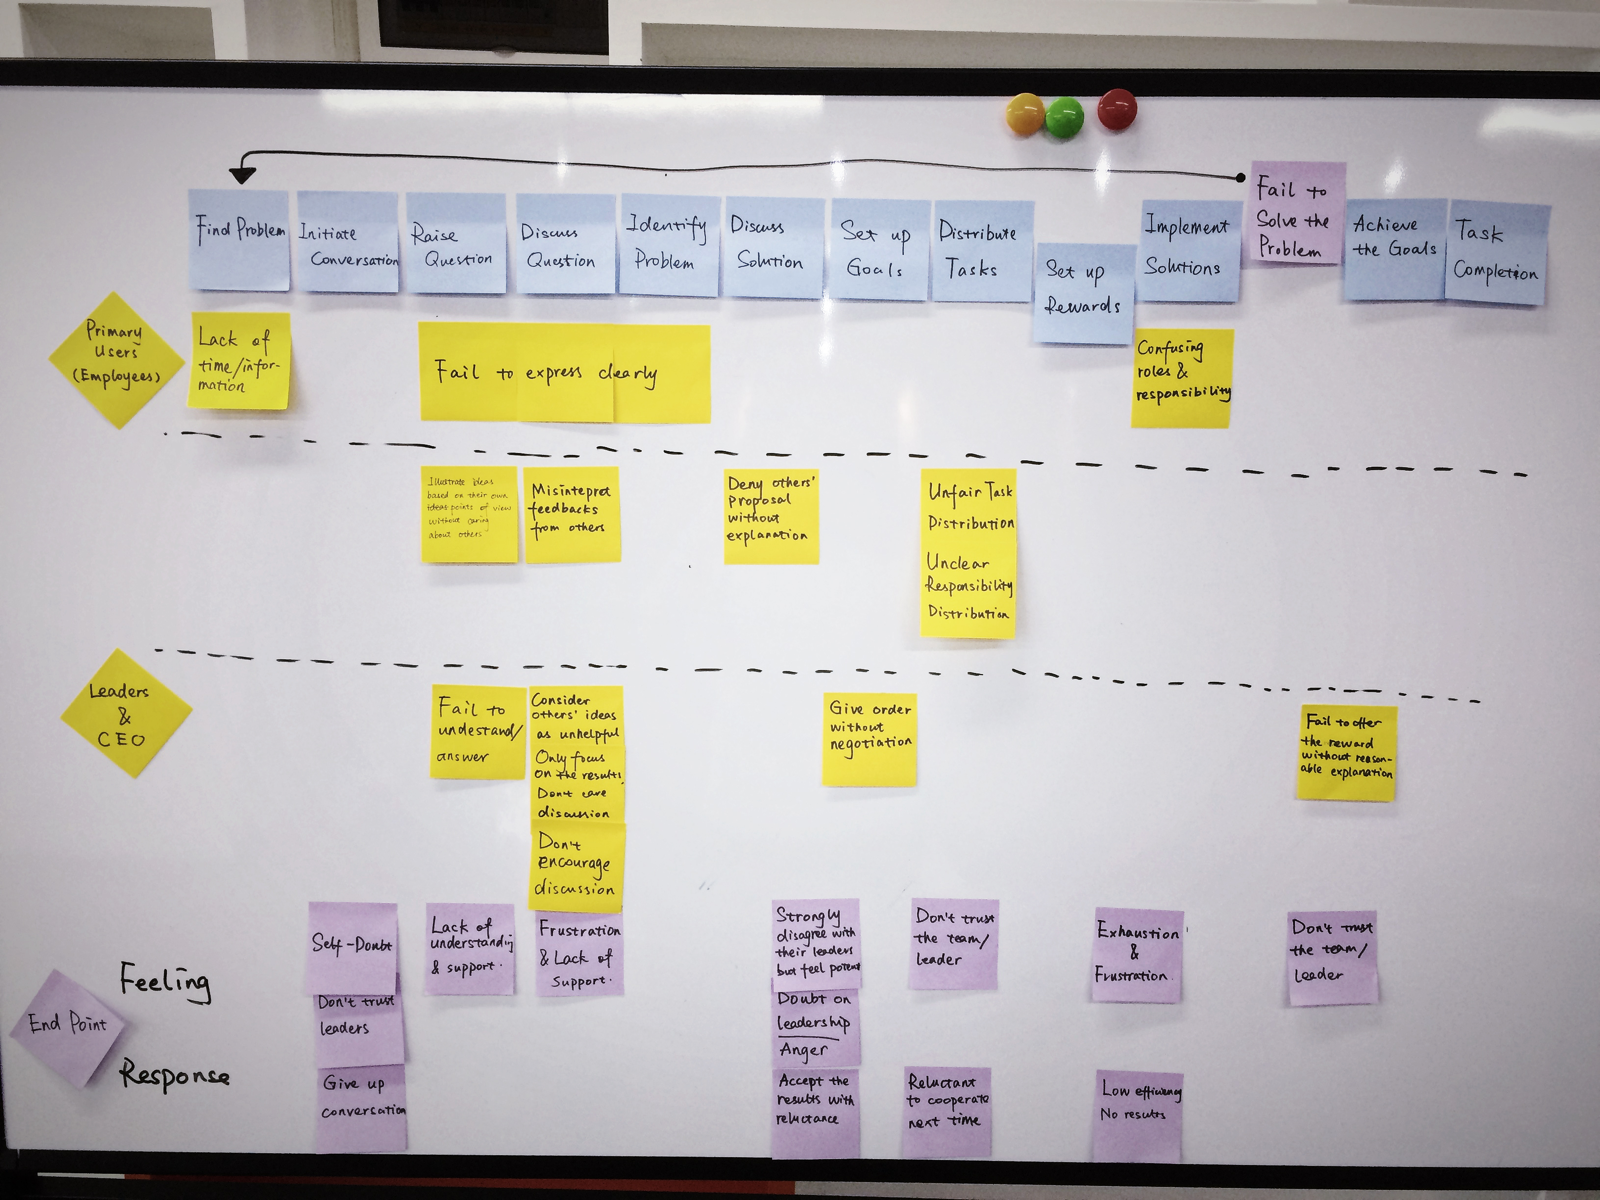 Find Problem
Initiate
Conversation
Raise
Question
Discuss
Question
Identify
Problem
Discuss
Solution
Set up
Goals
Distribute
Tasks
Set up
Rewards
Implement
Solutions
Fail to
Solve the
Problem
Achieve
the Goals
Task
Completion
Primary
Users
(Employees)
Lack of
time/infor-
mation
Fail to express clearly
Confusing
roles &
responsibility
Illustrate ideas
based on their own
ideas points of view
without caring
about others
Misintepret
feedbacks
from others
Deny others'
Proposal
without
explanation
Unfair Task
Distribution
Unclear
Responsibility
Distribution
Leaders
&
CEO
Fail to
understand/
answer
Consider
others' ideas
as unhelpful
Only focus
on the results
Don't care
discussion
Don't
encourage
discussion
Give order
without
negotiation
Fail to offer
the reward
without reason-
able explanation
End Point
Feeling
Response
Self-Doubt
Don't trust
leaders
Give up
conversation
Lack of
understanding
& support.
Frustration
& Lack of
Support.
Strongly
disagree with
their leaders
but feel
Doubt on
leadership
Anger
Accept the
results with
reluctance
Don't trust
the team/
leader
Reluctant
to cooperate
next time
Exhaustion
&
Frustration.
Low efficiency
No results
Don't trust
the team/
Leader